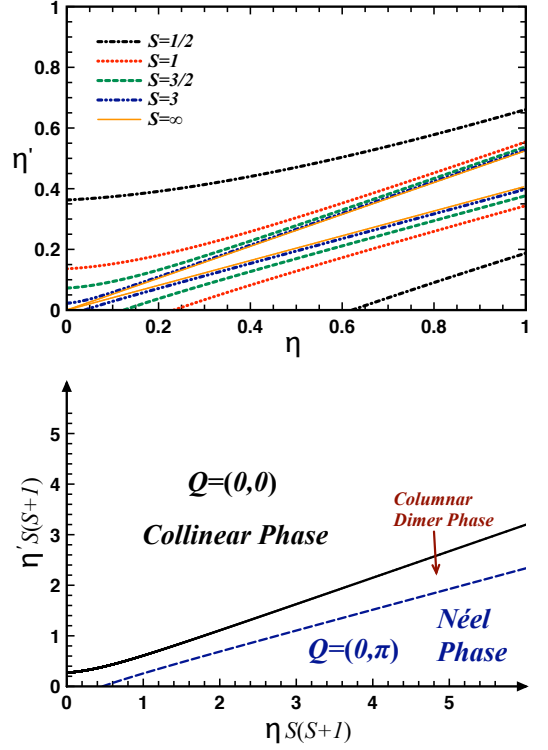 1
0.8
0.6
0.4
0.2
0
η'
S=1/2
S=1
S=3/2
S=3
S=∞
0 0.2 0.4 0.6 0.8 1
η
5
4
3
2
1
0
η' S(S+1)
Q=(0,0)
Collinear Phase
Columnar
Dimer Phase
Néel
Phase
Q=(0,π)
0 1 2 3 4 5
η S(S+1)